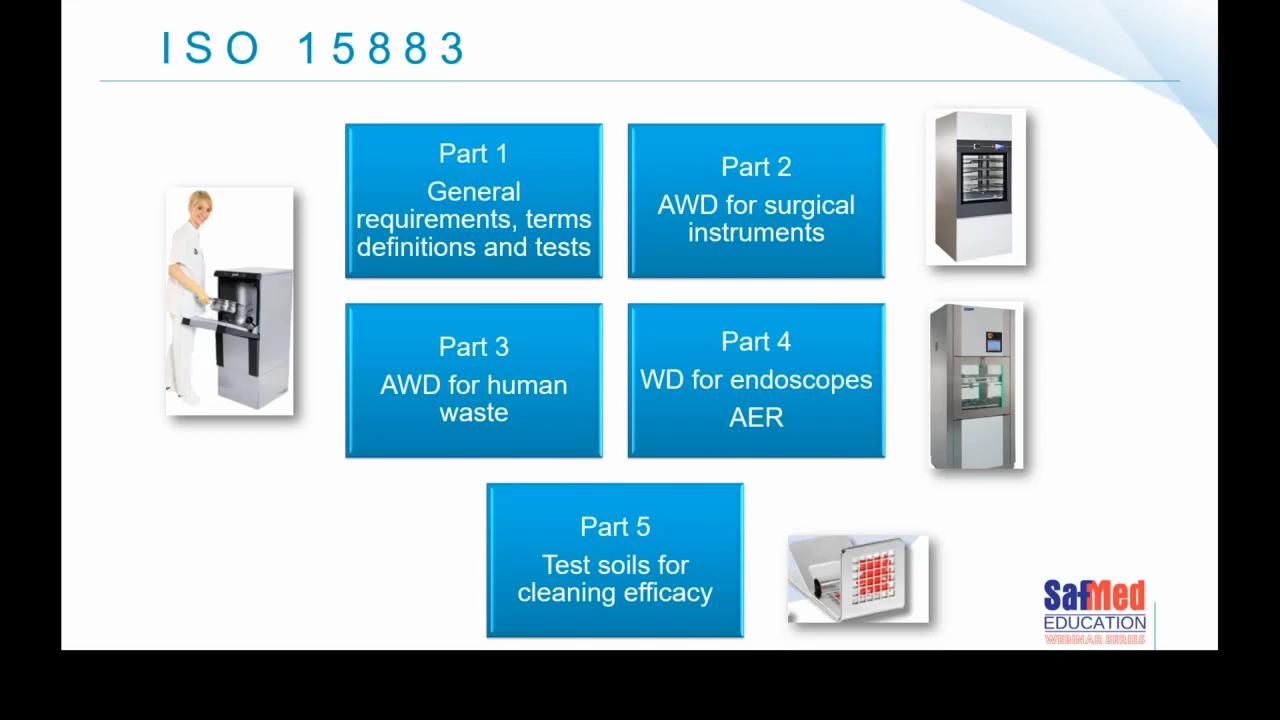 ISO 15883
Part 1
General
requirements, terms
definitions and tests
Part 2
AWD for surgical
instruments
Part 3
AWD for human
waste
Part 4
WD for endoscopes
AER
Part 5
Test soils for
cleaning efficacy
SafMed
EDUCATION
WEBINAR SERIES